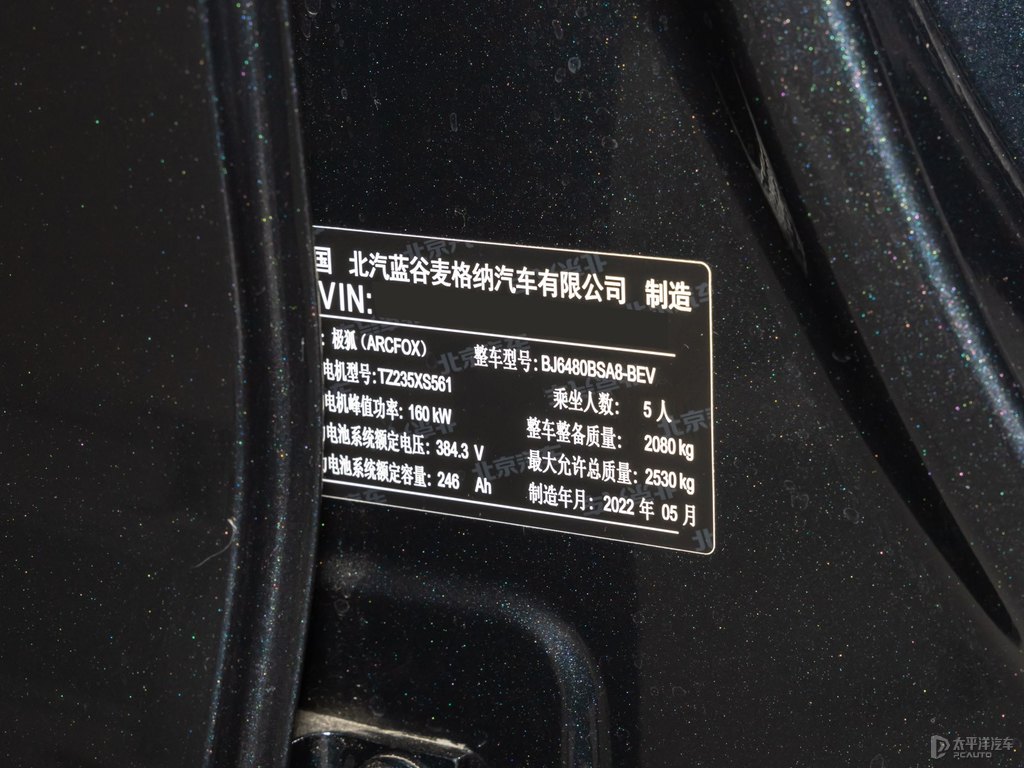 国 北汽蓝谷麦格纳汽车有限公司 制造
VIN:
: 极狐(ARCFOX) 整车型号: BJ6480BSA8-BEV
电机型号: TZ235XS561 乘坐人数: 5 人
电机峰值功率: 160 kW 整车整备质量: 2080 kg
电池系统额定电压: 384.3 V 最大允许总质量: 2530 kg
电池系统额定容量: 246 Ah 制造年月: 2022 年 05 月
太平洋汽车
PCAUTO